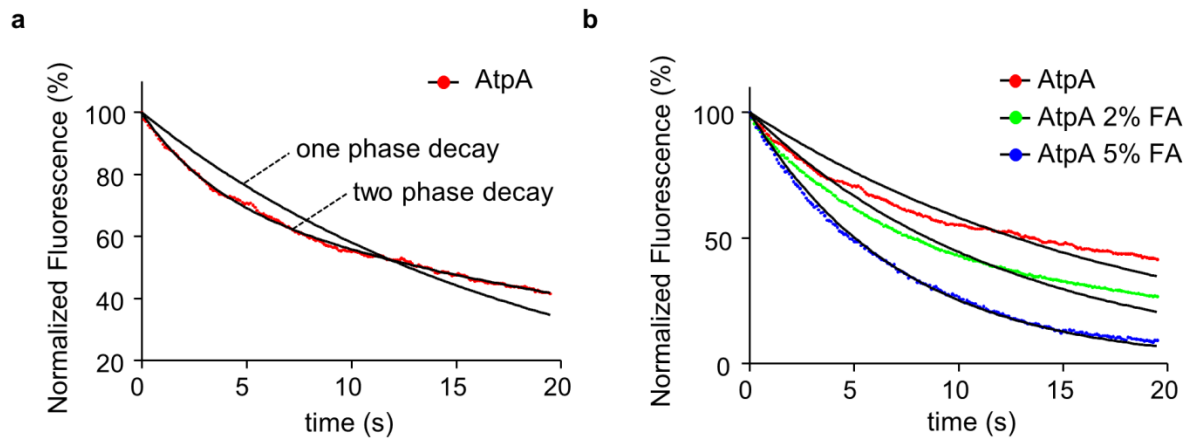 a
Normalized Fluorescence (%)
100
80
60
40
20
0
5
10
15
20
time (s)
AtpA
one phase decay
two phase decay
b
Normalized Fluorescence (%)
100
50
0
0
5
10
15
20
time (s)
AtpA
AtpA 2% FA
AtpA 5% FA